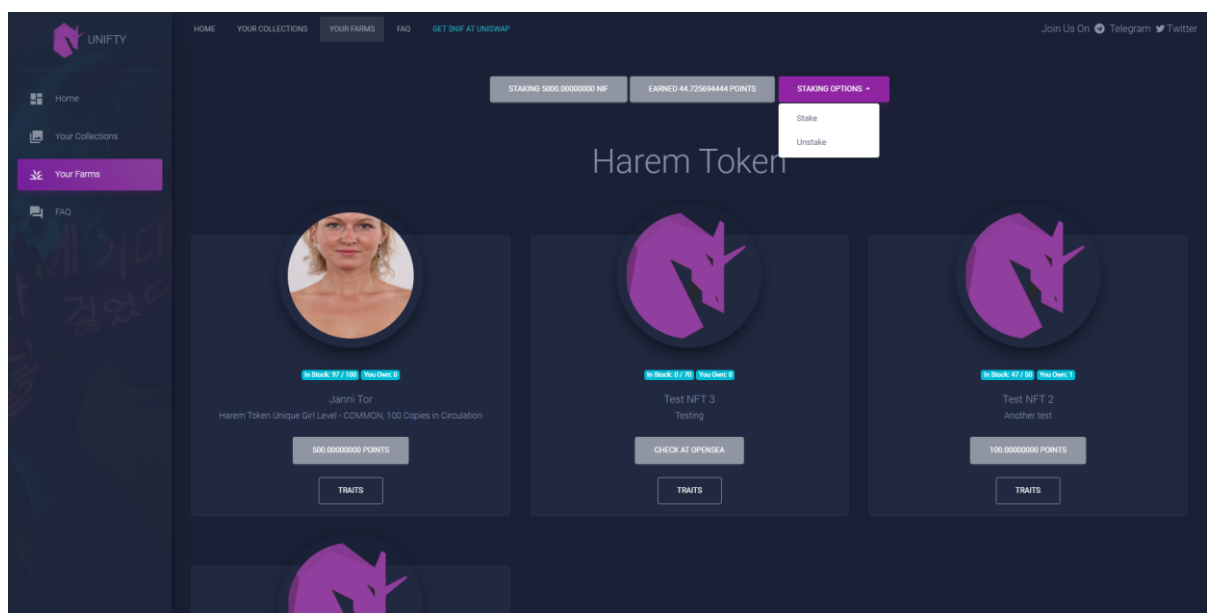 UNIFTY
HOME YOUR COLLECTIONS YOUR FARMS FAQ GET $NIF AT UNISWAP
Join Us On Telegram Twitter
Home
Your Collections
Your Farms
FAQ
STAKING 5000.00000000 NIF EARNED 44.725694444 POINTS STAKING OPTIONS
Stake
Unstake
Harem Token
In Stock: 97 / 100 You Own: 0
Janni Tor
Harem Token Unique Girl Level - COMMON, 100 Copies in Circulation
500.00000000 POINTS
TRAITS
In Stock: 0 / 70 You Own: 0
Test NFT 3
Testing
CHECK AT OPENSEA
TRAITS
In Stock: 47 / 50 You Own: 1
Test NFT 2
Another test
100.00000000 POINTS
TRAITS
걸었